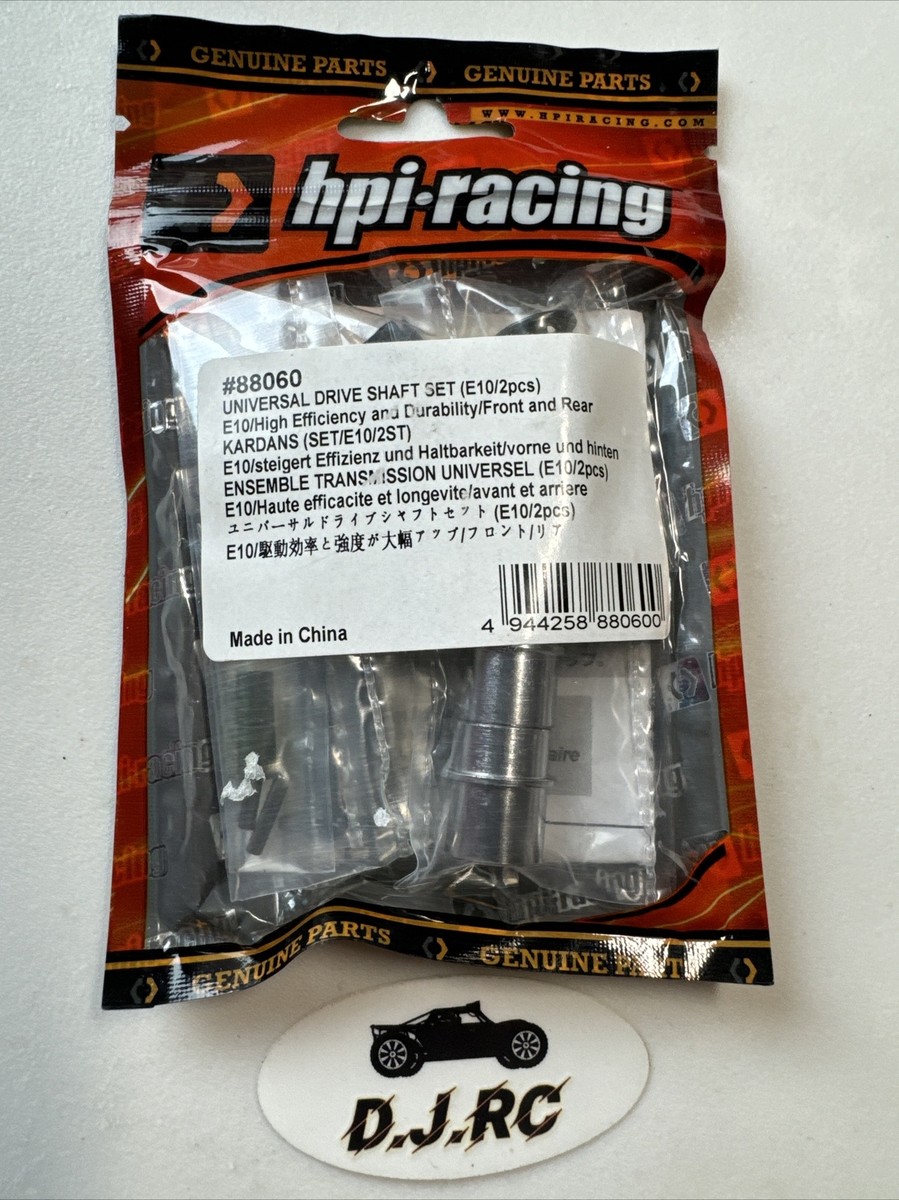 GENUINE PARTS GENUINE PARTS
WWW.HPIRACING.COM
hpi·racing
#88060
UNIVERSAL DRIVE SHAFT SET (E10/2pcs)
E10/High Efficiency and Durability/Front and Rear
KARDANS (SET/E10/2ST)
E10/steigert Effizienz und Haltbarkeit/vorne und hinten
ENSEMBLE TRANSMISSION UNIVERSEL (E10/2pcs)
E10/Haute efficacite et longevite/avant et arriere
ユニバーサルドライブシャフトセット (E10/2pcs)
E10/駆動効率と強度が大幅アップ/フロント/リア
4 944258 880600
Made in China
aire
GENUINE PARTS GENUINE PARTS
D.J.RC